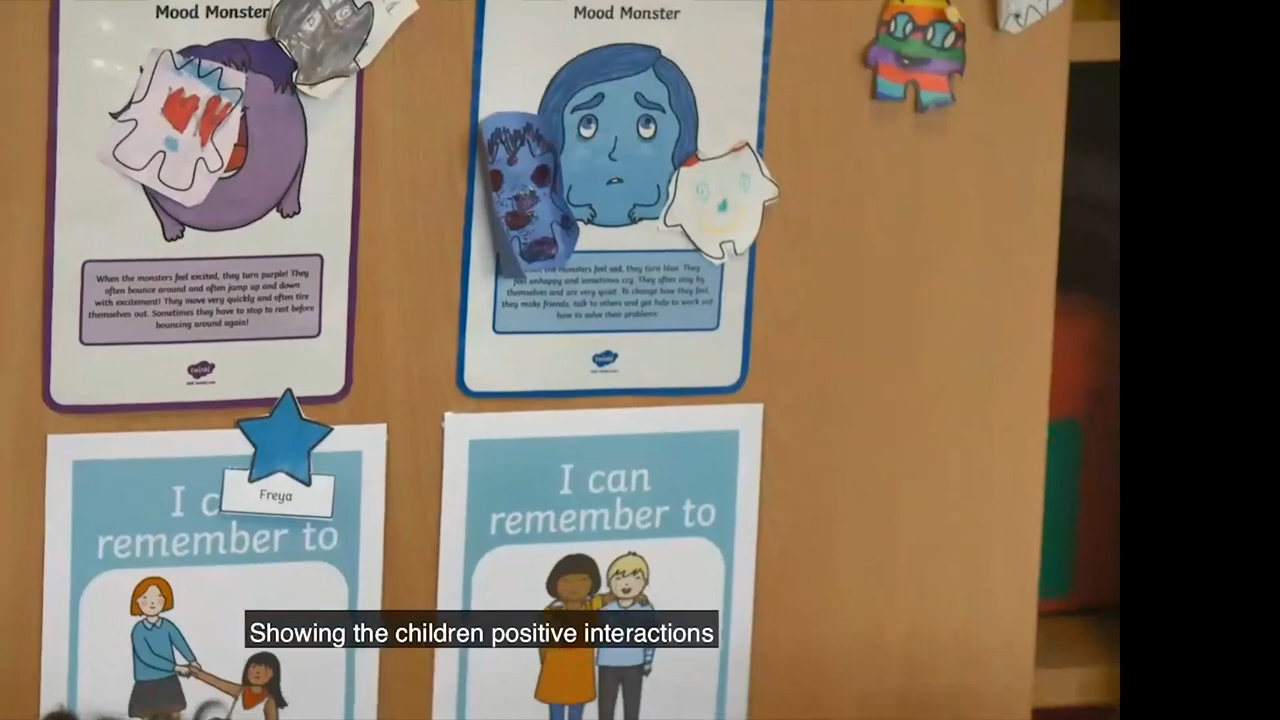 Mood Monster
Mood Monster
When the monsters feel excited, they turn purple! They
often bounce around and often jump up and down
with excitement! They move very quickly and often tire
themselves out. Sometimes they have to stop to rest before
bouncing around again!
twinkl
the monsters feel sad, they turn blue. They
feel unhappy and sometimes cry. They often stay by
themselves and are very quiet. To change how they feel,
they make friends, talk to others and get help to work out
how to solve their problems.
twinkl
Freya
I c
remember to
I can
remember to
Showing the children positive interactions